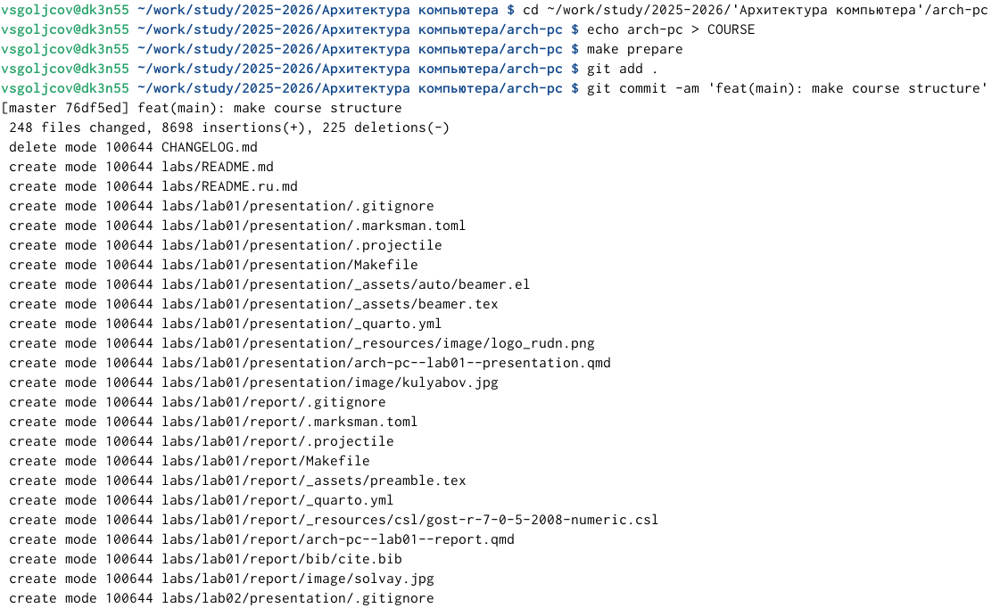 vsgoljcov@dk3n55 ~/work/study/2025-2026/Архитектура компьютера $ cd ~/work/study/2025-2026/'Архитектура компьютера'/arch-pc
vsgoljcov@dk3n55 ~/work/study/2025-2026/Архитектура компьютера/arch-pc $ echo arch-pc > COURSE
vsgoljcov@dk3n55 ~/work/study/2025-2026/Архитектура компьютера/arch-pc $ make prepare
vsgoljcov@dk3n55 ~/work/study/2025-2026/Архитектура компьютера/arch-pc $ git add .
vsgoljcov@dk3n55 ~/work/study/2025-2026/Архитектура компьютера/arch-pc $ git commit -am 'feat(main): make course structure'
[master 76df5ed] feat(main): make course structure
 248 files changed, 8698 insertions(+), 225 deletions(-)
 delete mode 100644 CHANGELOG.md
 create mode 100644 labs/README.md
 create mode 100644 labs/README.ru.md
 create mode 100644 labs/lab01/presentation/.gitignore
 create mode 100644 labs/lab01/presentation/.marksman.toml
 create mode 100644 labs/lab01/presentation/.projectile
 create mode 100644 labs/lab01/presentation/Makefile
 create mode 100644 labs/lab01/presentation/_assets/auto/beamer.el
 create mode 100644 labs/lab01/presentation/_assets/beamer.tex
 create mode 100644 labs/lab01/presentation/_quarto.yml
 create mode 100644 labs/lab01/presentation/_resources/image/logo_rudn.png
 create mode 100644 labs/lab01/presentation/arch-pc--lab01--presentation.qmd
 create mode 100644 labs/lab01/presentation/image/kulyabov.jpg
 create mode 100644 labs/lab01/report/.gitignore
 create mode 100644 labs/lab01/report/.marksman.toml
 create mode 100644 labs/lab01/report/.projectile
 create mode 100644 labs/lab01/report/Makefile
 create mode 100644 labs/lab01/report/_assets/preamble.tex
 create mode 100644 labs/lab01/report/_quarto.yml
 create mode 100644 labs/lab01/report/_resources/csl/gost-r-7-0-5-2008-numeric.csl
 create mode 100644 labs/lab01/report/arch-pc--lab01--report.qmd
 create mode 100644 labs/lab01/report/bib/cite.bib
 create mode 100644 labs/lab01/report/image/solvay.jpg
 create mode 100644 labs/lab02/presentation/.gitignore